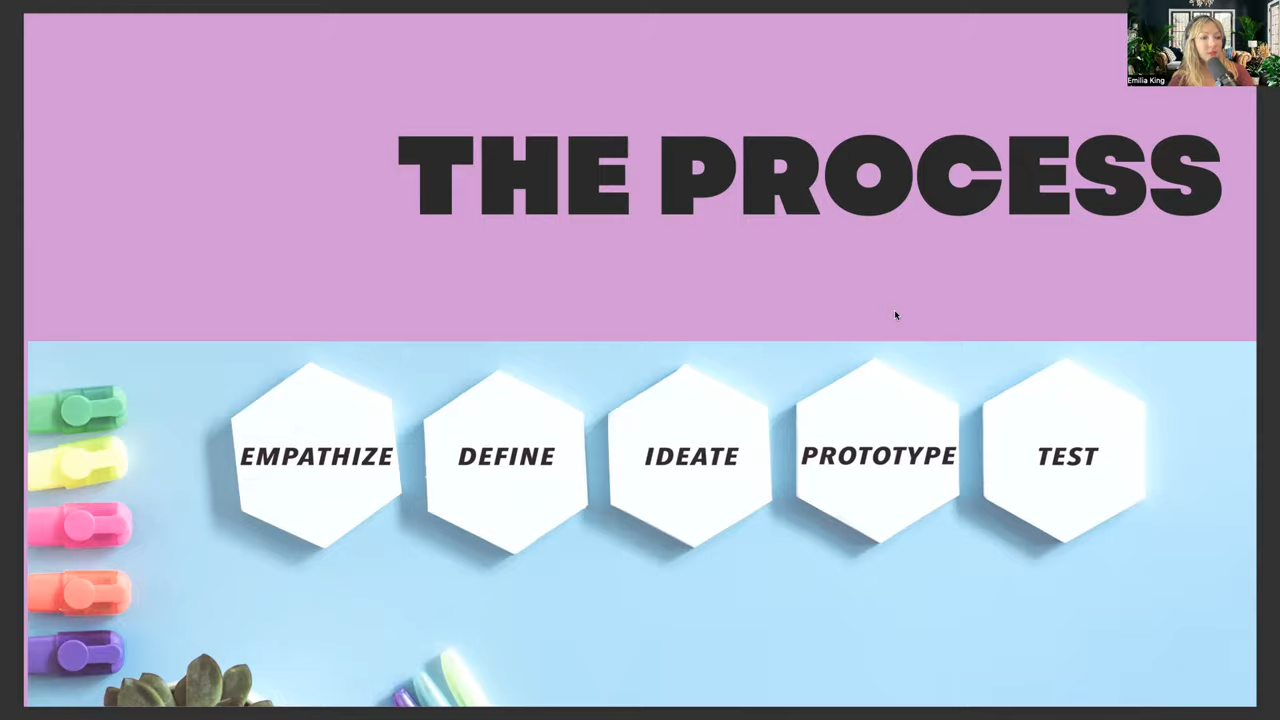 Emilia King
THE PROCESS
EMPATHIZE DEFINE IDEATE PROTOTYPE TEST